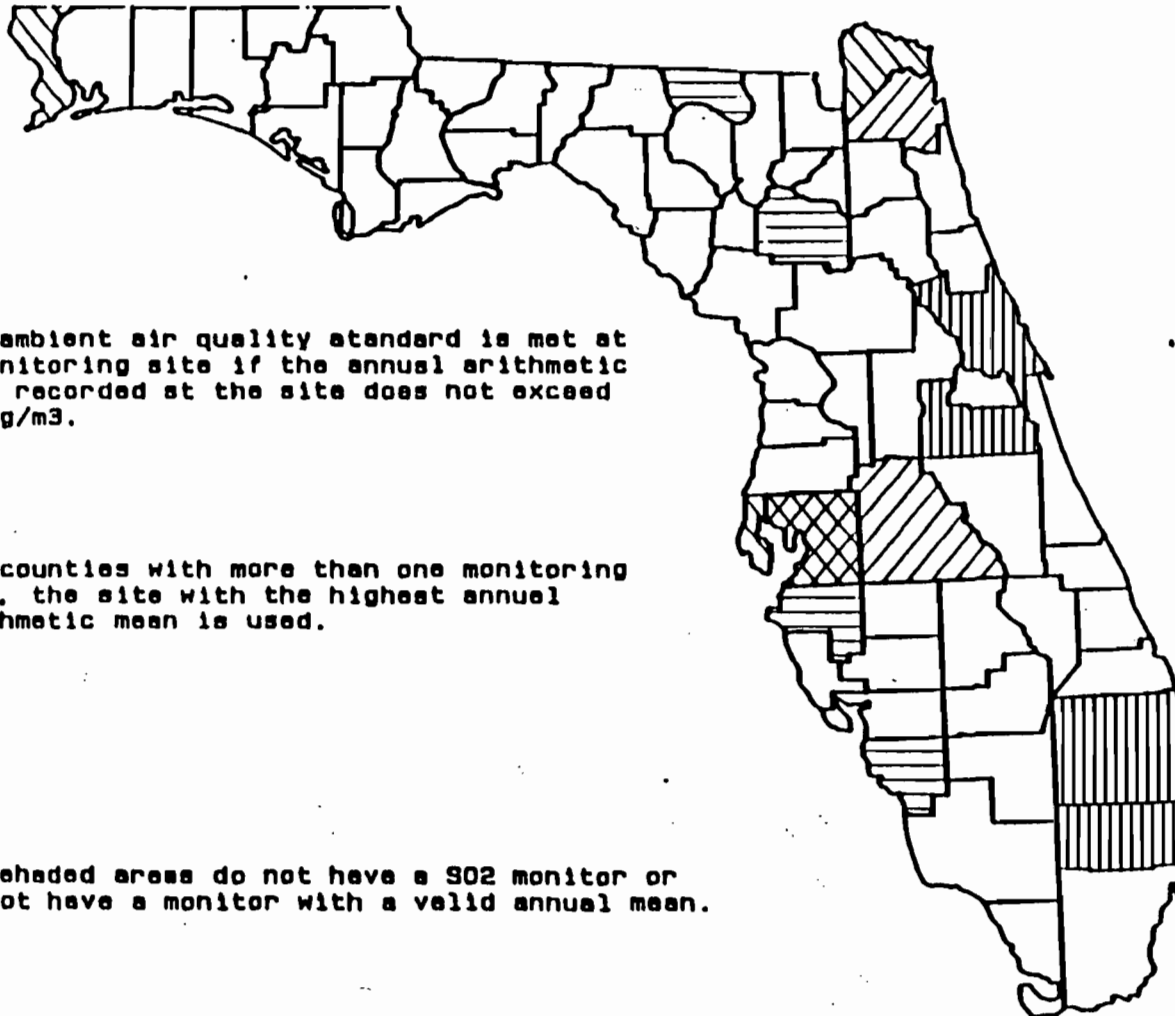 ambient air quality atandard is mat at
nitoring site if the annual arithmetic
recorded at the site does not exceed
g/m3.
counties with more than one monitoring
. the site with the highest annual
hmetic mean is used.
shaded areas do not have a SO2 monitor or
ot have a monitor with a valid annual mean.